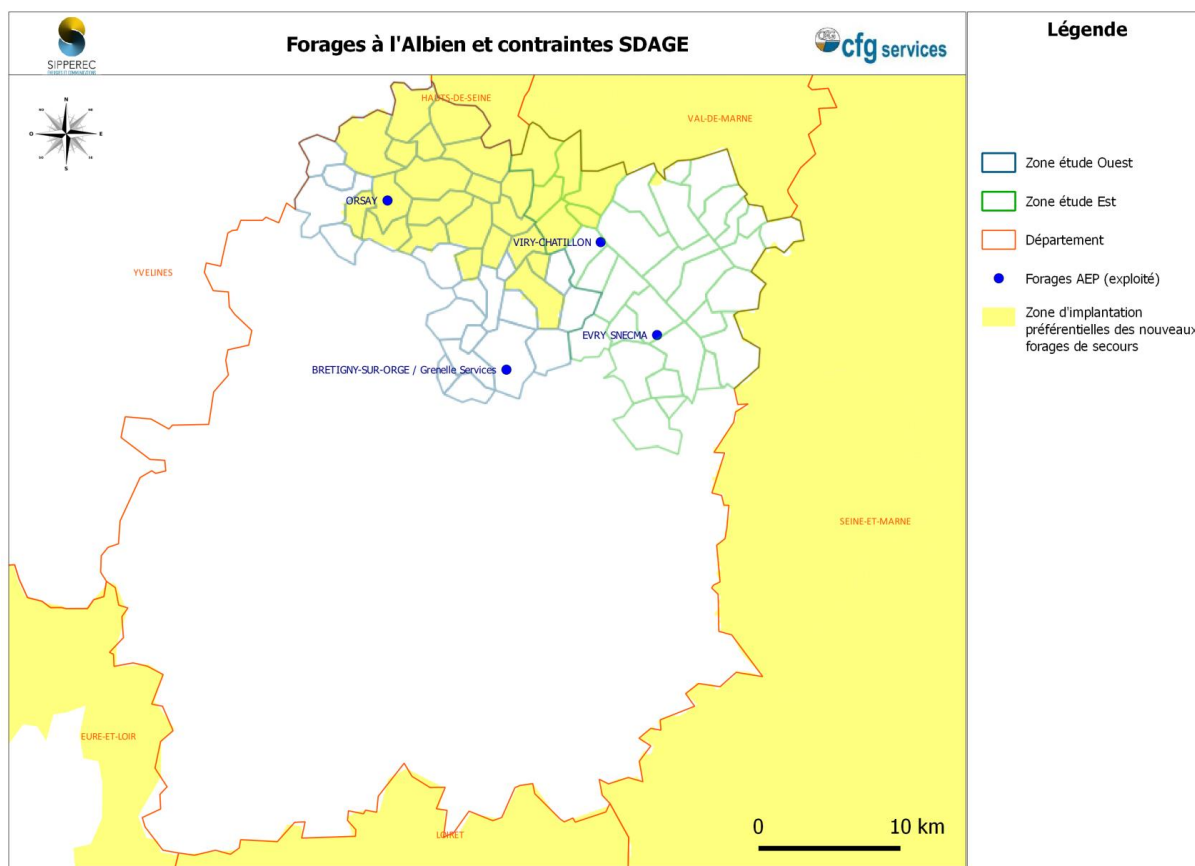 SIPPEREC
Forages à l'Albien et contraintes SDAGE
CFG
cfg services
Légende
Zone étude Ouest
Zone étude Est
Département
Forages AEP (exploité)
Zone d'implantation
préférentielles des nouveaux
forages de secours
N
E
S
O
HAUTS-DE-SEINE
VAL-DE-MARNE
ORSAY
VIRY-CHATILLON
YVELINES
EVRY SNECMA
BRETIGNY-SUR-ORGE / Grenelle Services
SEINE-ET-MARNE
EURE-ET-LOIR
LOIRET
0 10 km